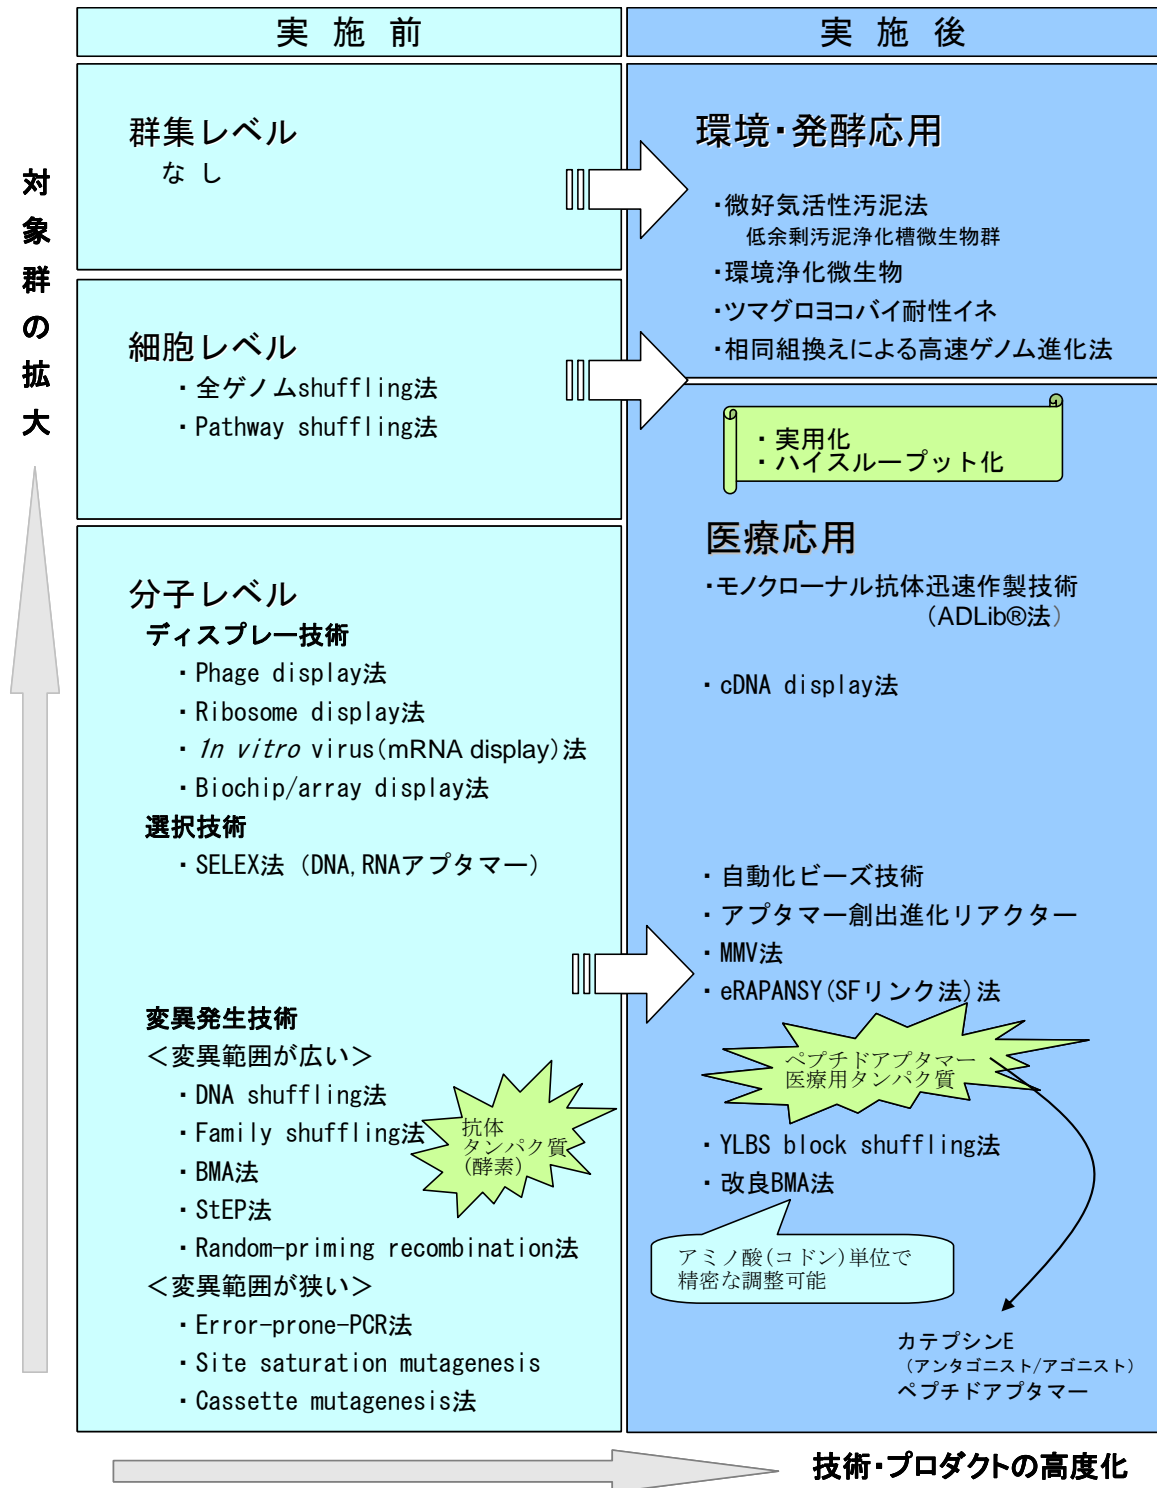 実 施 前
実 施 後
対象群の拡大
群集レベル
な し
細胞レベル
・全ゲノムshuffling法
・Pathway shuffling法
分子レベル
ディスプレー技術
・Phage display法
・Ribosome display法
・In vitro virus(mRNA display)法
・Biochip/array display法
選択技術
・SELEX法 (DNA,RNAアプタマー)
変異発生技術
＜変異範囲が広い＞
・DNA shuffling法
・Family shuffling法
・BMA法
・StEP法
・Random-priming recombination法
＜変異範囲が狭い＞
・Error-prone-PCR法
・Site saturation mutagenesis
・Cassette mutagenesis法
抗体
タンパク質
(酵素)
環境・発酵応用
・微好気活性汚泥法
低余剰汚泥浄化槽微生物群
・環境浄化微生物
・ツマグロヨコバイ耐性イネ
・相同組換えによる高速ゲノム進化法
・実用化
・ハイスループット化
医療応用
・モノクローナル抗体迅速作製技術
(ADLib®法)
・cDNA display法
・自動化ビーズ技術
・アプタマー創出進化リアクター
・MMV法
・eRAPANSY(SFリンク法)法
ペプチドアプタマー
医療用タンパク質
・YLBS block shuffling法
・改良BMA法
アミノ酸(コドン)単位で
精密な調整可能
カテプシンE
(アンタゴニスト/アゴニスト)
ペプチドアプタマー
技術・プロダクトの高度化